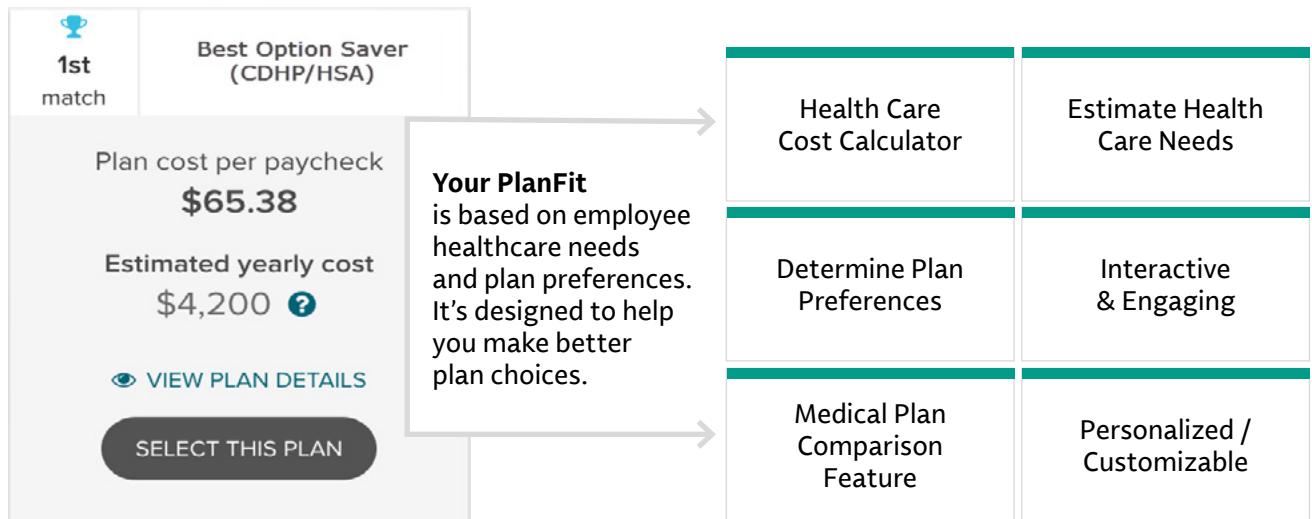 1st
match
Best Option Saver
(CDHP/HSA)
Plan cost per paycheck
$65.38
Estimated yearly cost
$4,200 ?
VIEW PLAN DETAILS
SELECT THIS PLAN
Your PlanFit
is based on employee
healthcare needs
and plan preferences.
It’s designed to help
you make better
plan choices.
Health Care
Cost Calculator
Estimate Health
Care Needs
Determine Plan
Preferences
Interactive
& Engaging
Medical Plan
Comparison
Feature
Personalized /
Customizable